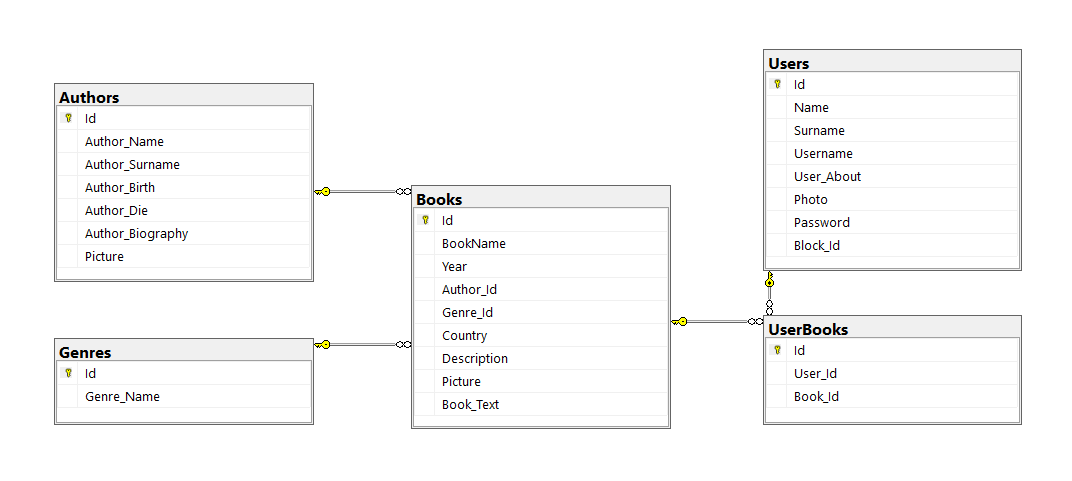 Authors
Id
Author_Name
Author_Surname
Author_Birth
Author_Die
Author_Biography
Picture
Genres
Id
Genre_Name
Books
Id
BookName
Year
Author_Id
Genre_Id
Country
Description
Picture
Book_Text
Users
Id
Name
Surname
Username
User_About
Photo
Password
Block_Id
UserBooks
Id
User_Id
Book_Id